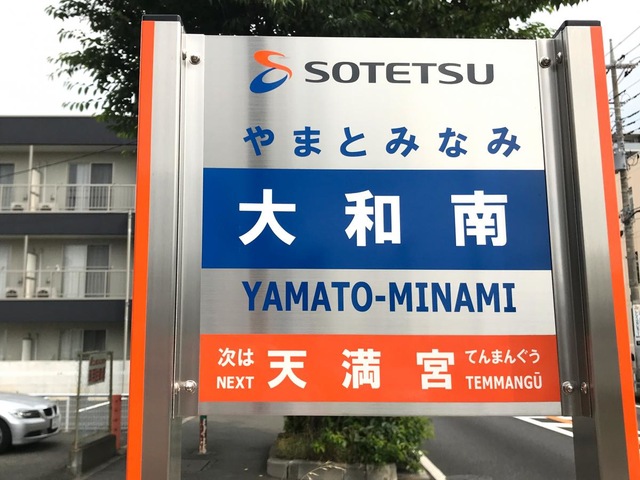 SOTETSU
やまとみなみ
大和南
YAMATO-MINAMI
次は 天満宮 てんまんぐう
NEXT TEMMANGŪ